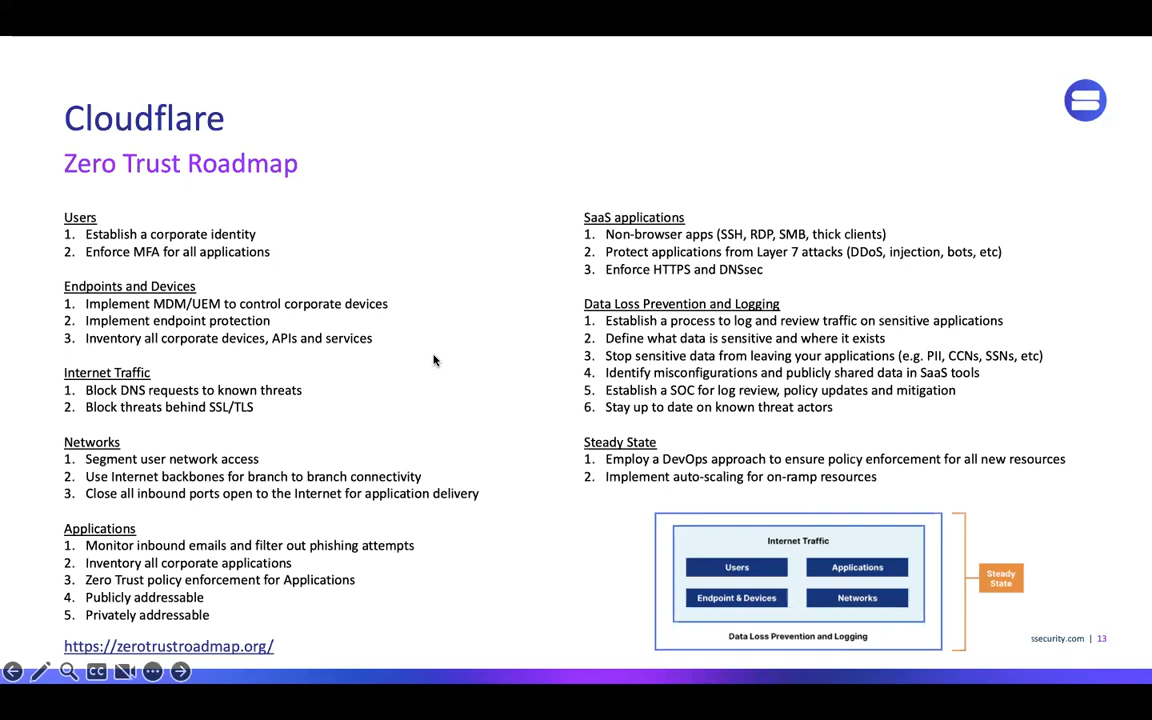 Cloudflare
Zero Trust Roadmap
Users
1. Establish a corporate identity
2. Enforce MFA for all applications
Endpoints and Devices
1. Implement MDM/UEM to control corporate devices
2. Implement endpoint protection
3. Inventory all corporate devices, APIs and services
Internet Traffic
1. Block DNS requests to known threats
2. Block threats behind SSL/TLS
Networks
1. Segment user network access
2. Use Internet backbones for branch to branch connectivity
3. Close all inbound ports open to the Internet for application delivery
Applications
1. Monitor inbound emails and filter out phishing attempts
2. Inventory all corporate applications
3. Zero Trust policy enforcement for Applications
4. Publicly addressable
5. Privately addressable
https://zerotrustroadmap.org/
SaaS applications
1. Non-browser apps (SSH, RDP, SMB, thick clients)
2. Protect applications from Layer 7 attacks (DDoS, injection, bots, etc)
3. Enforce HTTPS and DNSsec
Data Loss Prevention and Logging
1. Establish a process to log and review traffic on sensitive applications
2. Define what data is sensitive and where it exists
3. Stop sensitive data from leaving your applications (e.g. PII, CCNs, SSNs, etc)
4. Identify misconfigurations and publicly shared data in SaaS tools
5. Establish a SOC for log review, policy updates and mitigation
6. Stay up to date on known threat actors
Steady State
1. Employ a DevOps approach to ensure policy enforcement for all new resources
2. Implement auto-scaling for on-ramp resources
Internet Traffic
Users
Applications
Endpoint & Devices
Networks
Data Loss Prevention and Logging
Steady
State
ssecurity.com | 13
CC